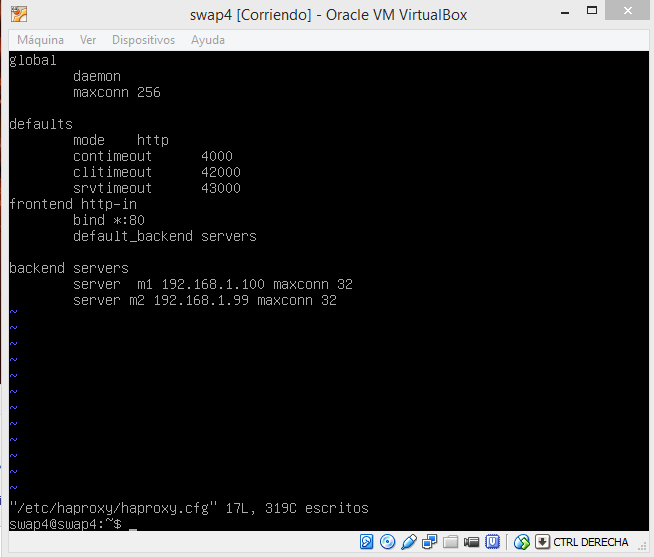 swap4 [Corriendo] - Oracle VM VirtualBox
Máquina Ver Dispositivos Ayuda
global
daemon
maxconn 256
defaults
mode http
contimeout 4000
clitimeout 42000
srvtimeout 43000
frontend http-in
bind *:80
default_backend servers
backend servers
server m1 192.168.1.100 maxconn 32
server m2 192.168.1.99 maxconn 32
~
~
~
~
~
~
~
~
~
~
~
~
"/etc/haproxy/haproxy.cfg" 17L, 319C escritos
swap4@swap4:~$ _
CTRL DERECHA